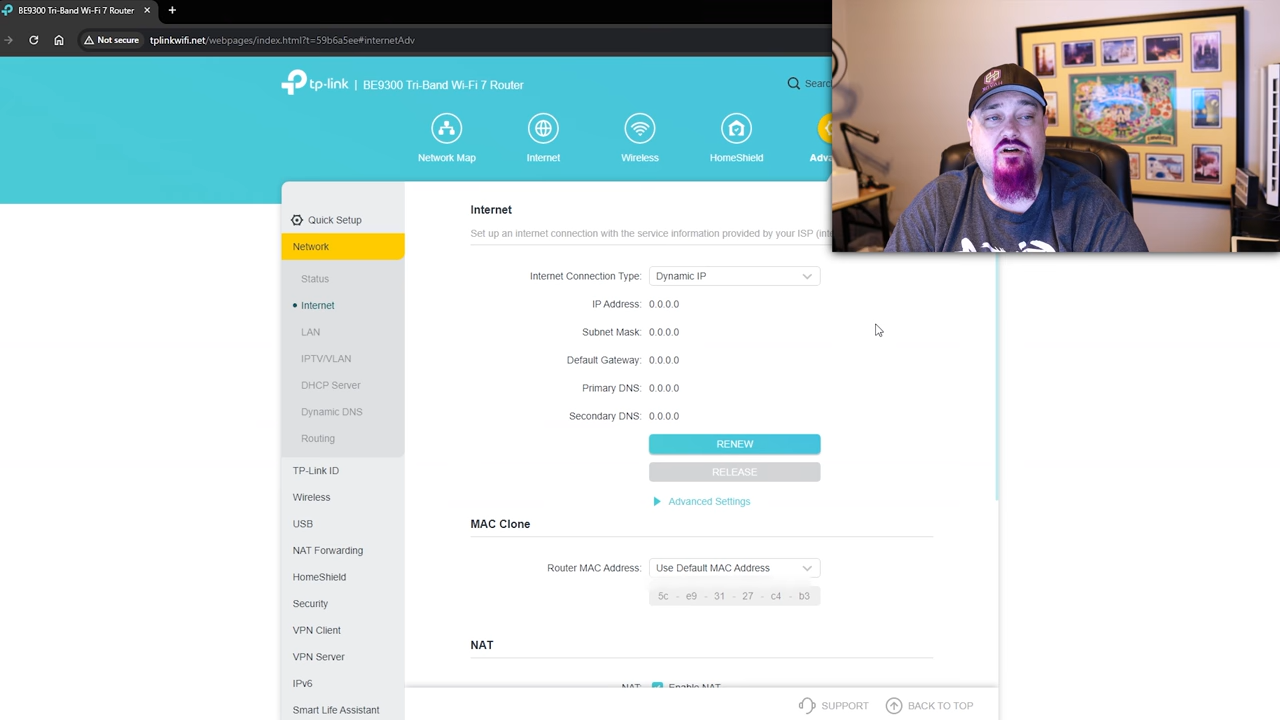 BE9300 Tri-Band Wi-Fi 7 Router
Not secure tplinkwifi.net/webpages/index.html?t=59b6a5ee#internetAdv
tp-link | BE9300 Tri-Band Wi-Fi 7 Router
Network Map Internet Wireless HomeShield
Quick Setup
Network
Status
Internet
LAN
IPTV/VLAN
DHCP Server
Dynamic DNS
Routing
TP-Link ID
Wireless
USB
NAT Forwarding
HomeShield
Security
VPN Client
VPN Server
IPv6
Smart Life Assistant
Internet
Set up an internet connection with the service information provided by your ISP
Internet Connection Type: Dynamic IP
IP Address: 0.0.0.0
Subnet Mask: 0.0.0.0
Default Gateway: 0.0.0.0
Primary DNS: 0.0.0.0
Secondary DNS: 0.0.0.0
RENEW
RELEASE
Advanced Settings
MAC Clone
Router MAC Address: Use Default MAC Address
5c - e9 - 31 - 27 - c4 - b3
NAT
NAT: Enable NAT
SUPPORT BACK TO TOP